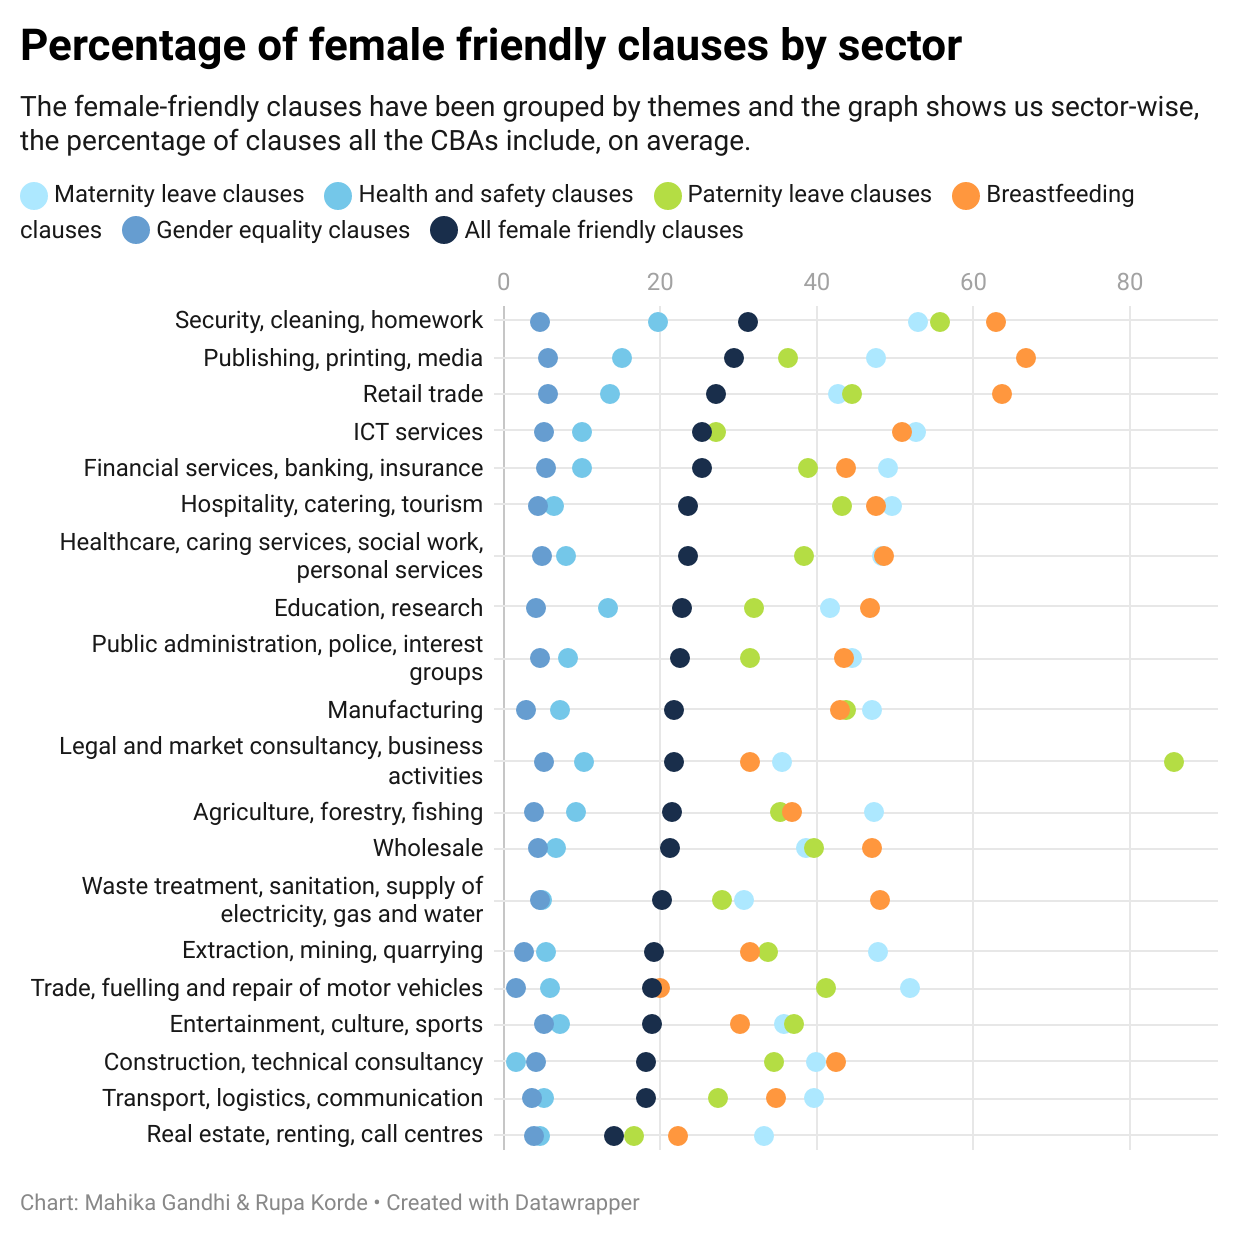 Percentage of female friendly clauses by sector
The female-friendly clauses have been grouped by themes and the graph shows us sector-wise,
the percentage of clauses all the CBAs include, on average.
Maternity leave clauses Health and safety clauses Paternity leave clauses Breastfeeding
clauses Gender equality clauses All female friendly clauses
0 20 40 60 80
Security, cleaning, homework
Publishing, printing, media
Retail trade
ICT services
Financial services, banking, insurance
Hospitality, catering, tourism
Healthcare, caring services, social work,
personal services
Education, research
Public administration, police, interest
groups
Manufacturing
Legal and market consultancy, business
activities
Agriculture, forestry, fishing
Wholesale
Waste treatment, sanitation, supply of
electricity, gas and water
Extraction, mining, quarrying
Trade, fuelling and repair of motor vehicles
Entertainment, culture, sports
Construction, technical consultancy
Transport, logistics, communication
Real estate, renting, call centres
Chart: Mahika Gandhi & Rupa Korde • Created with Datawrapper